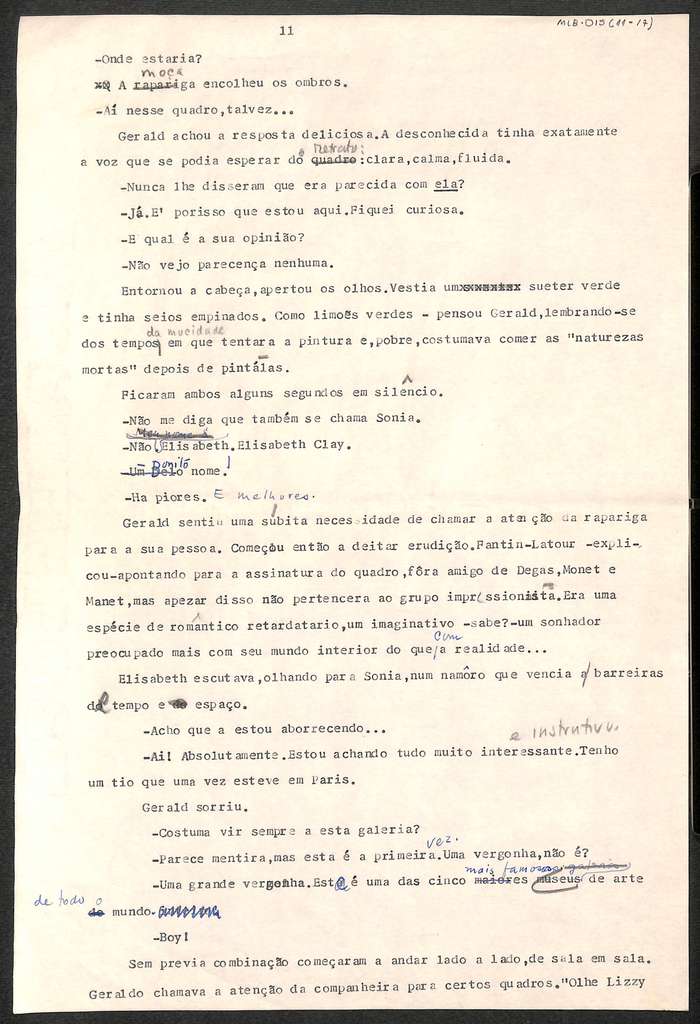 11
MLB-015(11-17)
-Onde estaria?
moça
A rapariga encolheu os ombros.
-Aí nesse quadro,talvez...
Gerald achou a resposta deliciosa.A desconhecida tinha exatamente
o retrato:
a voz que se podia esperar do quadro:clara,calma,fluida.
-Nunca lhe disseram que era parecida com ela?
-Já.E' porisso que estou aqui.Fiquei curiosa.
-E qual é a sua opinião?
-Não vejo parecença nenhuma.
Entornou a cabeça,apertou os olhos.Vestia um sueter verde
e tinha seios empinados. Como limões verdes - pensou Gerald,lembrando-se
da mocidade
dos tempos em que tentara a pintura e,pobre,costumava comer as "naturezas
mortas" depois de pintálas.
Ficaram ambos alguns segundos em silêncio.
-Não me diga que também se chama Sonia.
Meu nome é
-Não.Elisabeth.Elisabeth Clay.
- Bonito !
-Um Belo nome.
-Ha piores. E melhores.
Gerald sentiu uma súbita necessidade de chamar a atenção da rapariga
para a sua pessoa. Começou então a deitar erudição.Fantin-Latour -expli-
cou-apontando para a assinatura do quadro,fôra amigo de Degas,Monet e
Manet,mas apezar disso não pertencera ao grupo impressionista.Era uma
espécie de romântico retardatario,um imaginativo -sabe?-um sonhador
com
preocupado mais com seu mundo interior do que a realidade...
Elisabeth escutava,olhando para Sonia,num namôro que vencia barreiras
de tempo e espaço.
-Acho que a estou aborrecendo...
e instrutivo.
-Ai! Absolutamente.Estou achando tudo muito interessante.Tenho
um tio que uma vez esteve em Paris.
Gerald sorriu.
-Costuma vir sempre a esta galeria?
vez.
-Parece mentira,mas esta é a primeira.Uma vergonha,não é?
mais famosos galerias
-Uma grande vergonha.Este é uma das cinco maiores museus de arte
de todo o
do mundo.
-Boy!
Sem previa combinação começaram a andar lado a lado,de sala em sala.
Geraldo chamava a atenção da companheira para certos quadros."Olhe Lizzy